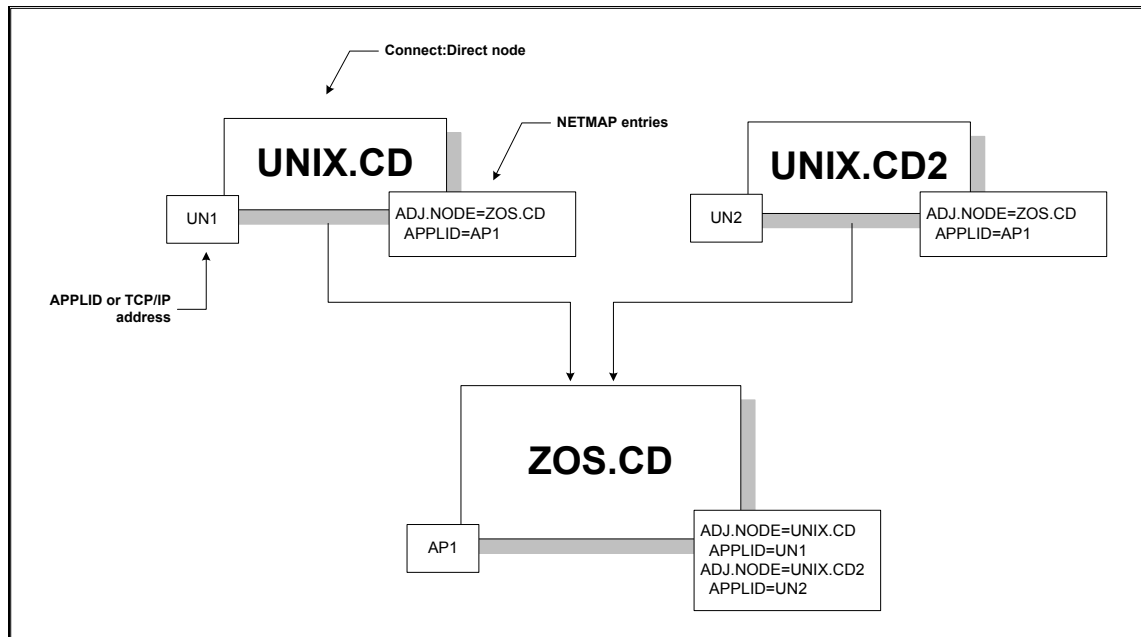 Connect:Direct node
NETMAP entries
UNIX.CD
UN1
ADJ.NODE=ZOS.CD
APPLID=AP1
UNIX.CD2
UN2
ADJ.NODE=ZOS.CD
APPLID=AP1
APPLID or TCP/IP
address
ZOS.CD
AP1
ADJ.NODE=UNIX.CD
APPLID=UN1
ADJ.NODE=UNIX.CD2
APPLID=UN2